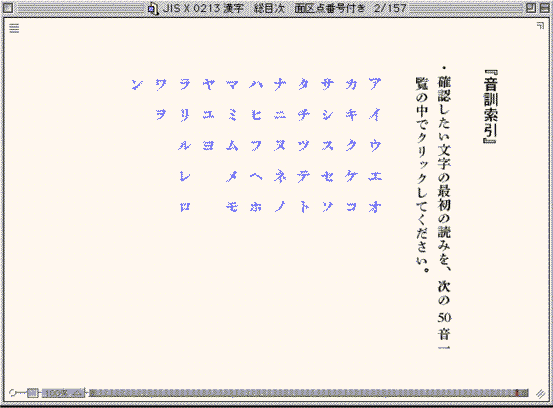 JIS X 0213 漢字 総目次 面区点番号付き 2/157
『音訓索引』
・確認したい文字の最初の読みを、次の50音一
覧の中でクリックしてください。
アイウエオ
カキクケコ
サシスセソ
タチツテト
ナニヌネノ
ハヒフヘホ
マミムメモ
ヤユヨ
ラリルレロ
ワヲ
ン